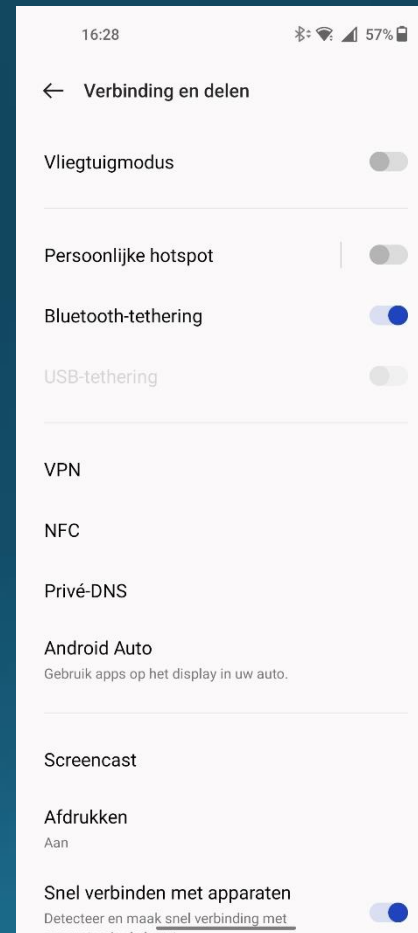 16:28 57%
Verbinding en delen
Vliegtuigmodus
Persoonlijke hotspot
Bluetooth-tethering
USB-tethering
VPN
NFC
Privé-DNS
Android Auto
Gebruik apps op het display in uw auto.
Screencast
Afdrukken
Aan
Snel verbinden met apparaten
Detecteer en maak snel verbinding met